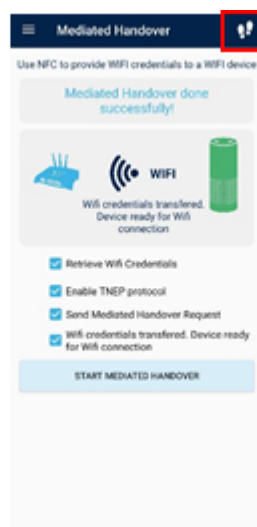 Mediated Handover
Use NFC to provide WIFI credentials to a WIFI device
Mediated Handover done
successfully!
WIFI
Wifi credentials transfered.
Device ready for Wifi
connection
Retrieve Wifi Credentials
Enable TNEP protocol
Send Mediated Handover Request
Wifi credentials transfered. Device ready
for Wifi connection
START MEDIATED HANDOVER